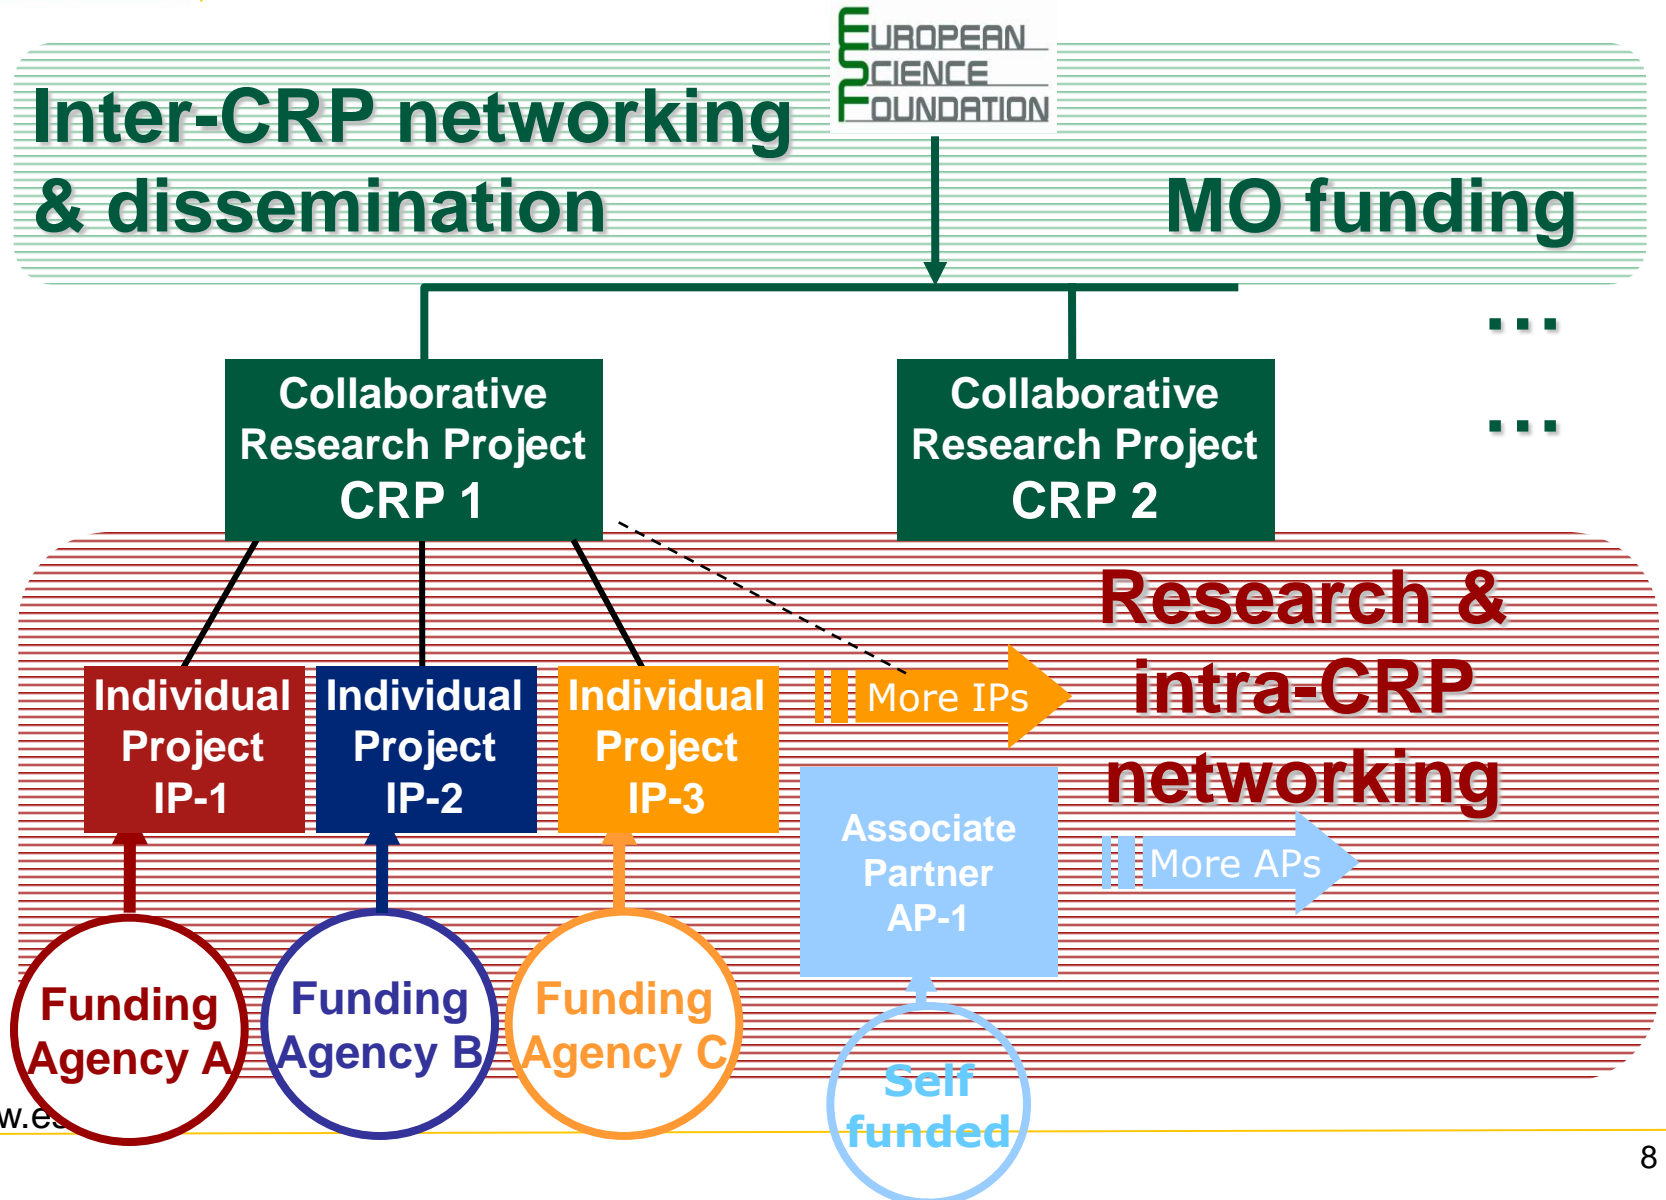 EUROPEAN
SCIENCE
FOUNDATION
Inter-CRP networking
& dissemination
MO funding
...
...
Collaborative
Research Project
CRP 1
Collaborative
Research Project
CRP 2
Research &
intra-CRP
networking
Individual
Project
IP-1
Individual
Project
IP-2
Individual
Project
IP-3
More IPs
Associate
Partner
AP-1
More APs
Funding
Agency A
Funding
Agency B
Funding
Agency C
Self
funded
8